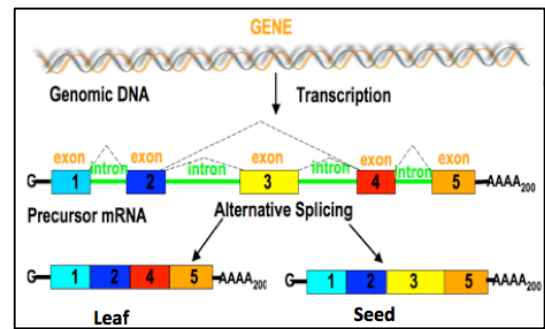 GENE
Genomic DNA
Transcription
exon intron exon intron exon intron exon intron exon
G 1 2 3 4 5 AAAA200
Precursor mRNA
Alternative Splicing
G 1 2 4 5 AAAA200
G 1 2 3 5 AAAA200
Leaf
Seed